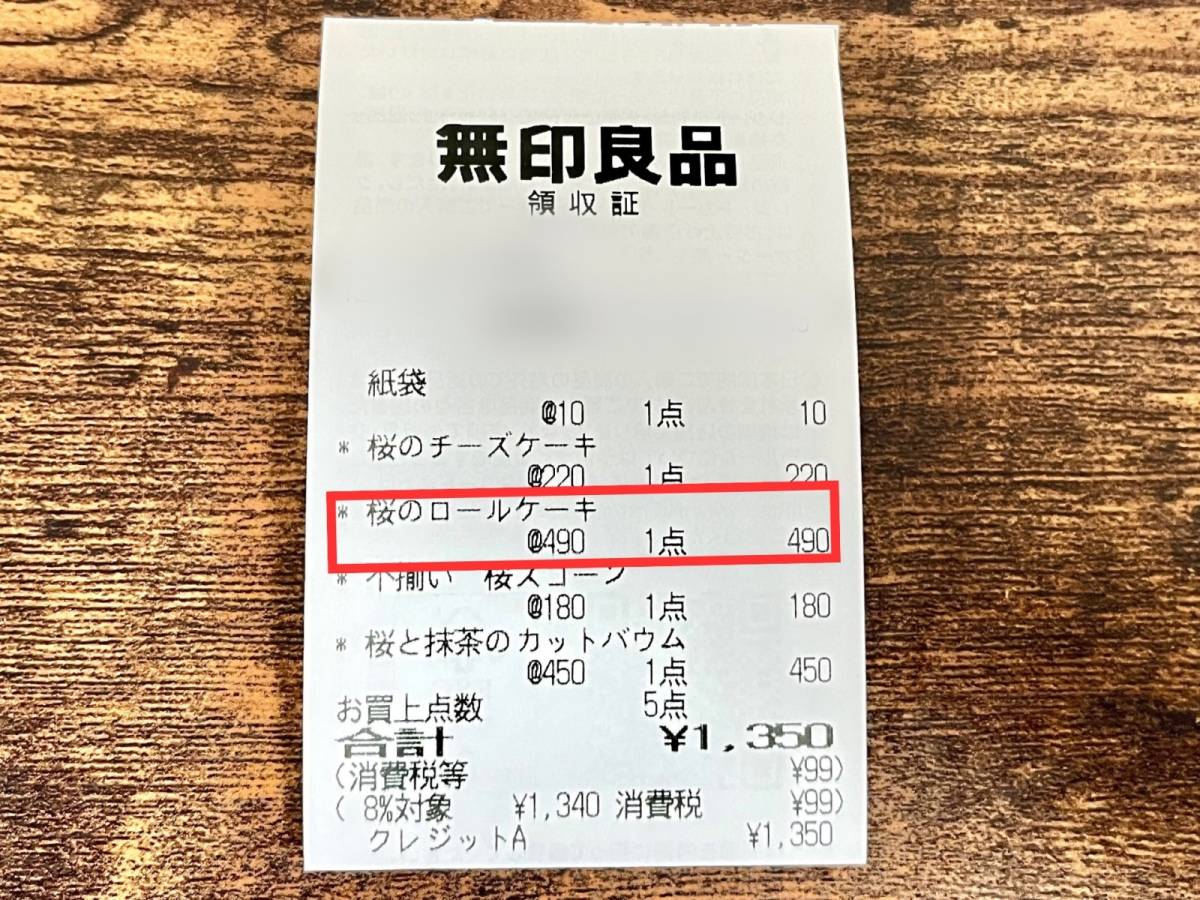 無印良品
領収証
紙袋
@10 1点 10
* 桜のチーズケーキ
@220 1点 220
* 桜のロールケーキ
@490 1点 490
* 不揃い 桜スコーン
@180 1点 180
* 桜と抹茶のカットバウム
@450 1点 450
お買上点数 5点
合計 ¥1,350
(消費税等 ¥99)
( 8%対象 ¥1,340 消費税 ¥99)
クレジットA ¥1,350